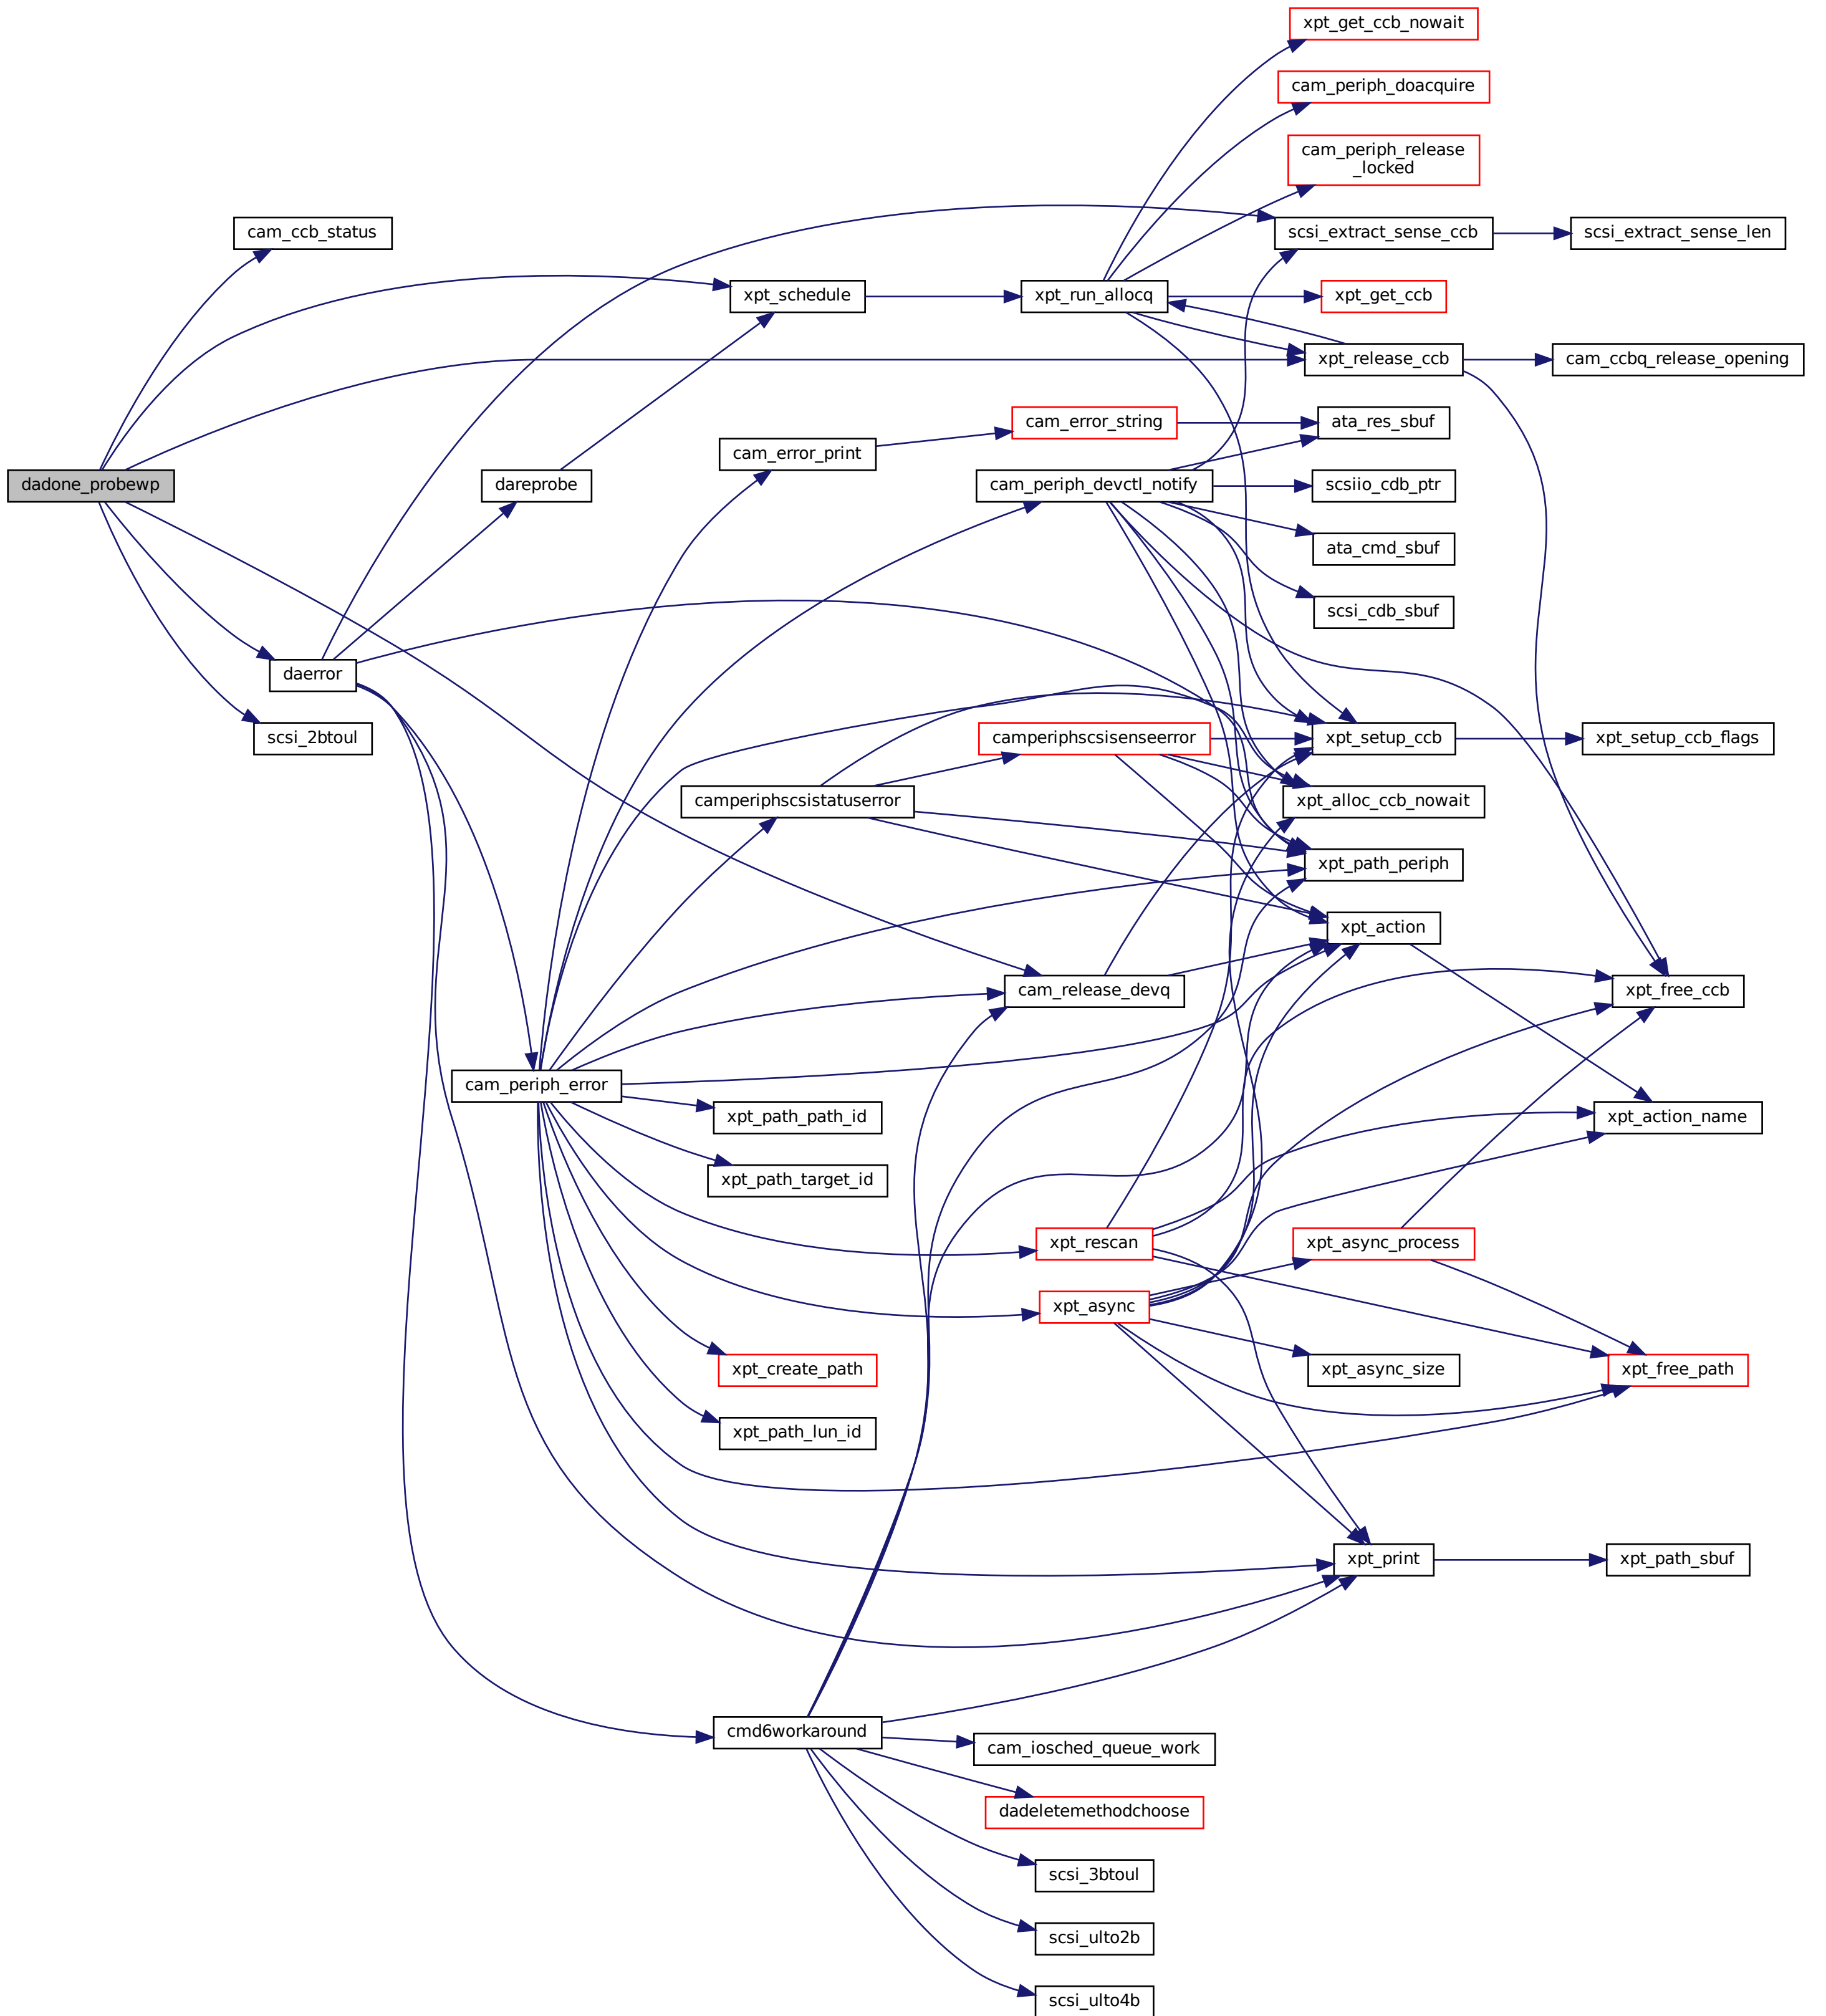 xpt_get_ccb_nowait
cam_periph_doacquire
cam_periph_release
_locked
cam_ccb_status
scsi_extract_sense_ccb
scsi_extract_sense_len
xpt_schedule
xpt_run_allocq
xpt_get_ccb
xpt_release_ccb
cam_ccbq_release_opening
cam_error_string
ata_res_sbuf
cam_error_print
dadone_probewp
dareprobe
cam_periph_devctl_notify
scsiio_cdb_ptr
ata_cmd_sbuf
scsi_cdb_sbuf
daerror
scsi_2btoul
camperiphscsisenseerror
xpt_setup_ccb
xpt_setup_ccb_flags
camperiphscsistatuserror
xpt_alloc_ccb_nowait
xpt_path_periph
xpt_action
cam_release_devq
xpt_free_ccb
cam_periph_error
xpt_path_path_id
xpt_action_name
xpt_path_target_id
xpt_rescan
xpt_async_process
xpt_async
xpt_create_path
xpt_async_size
xpt_free_path
xpt_path_lun_id
xpt_print
xpt_path_sbuf
cmd6workaround
cam_iosched_queue_work
dadeletemethodchoose
scsi_3btoul
scsi_ulto2b
scsi_ulto4b